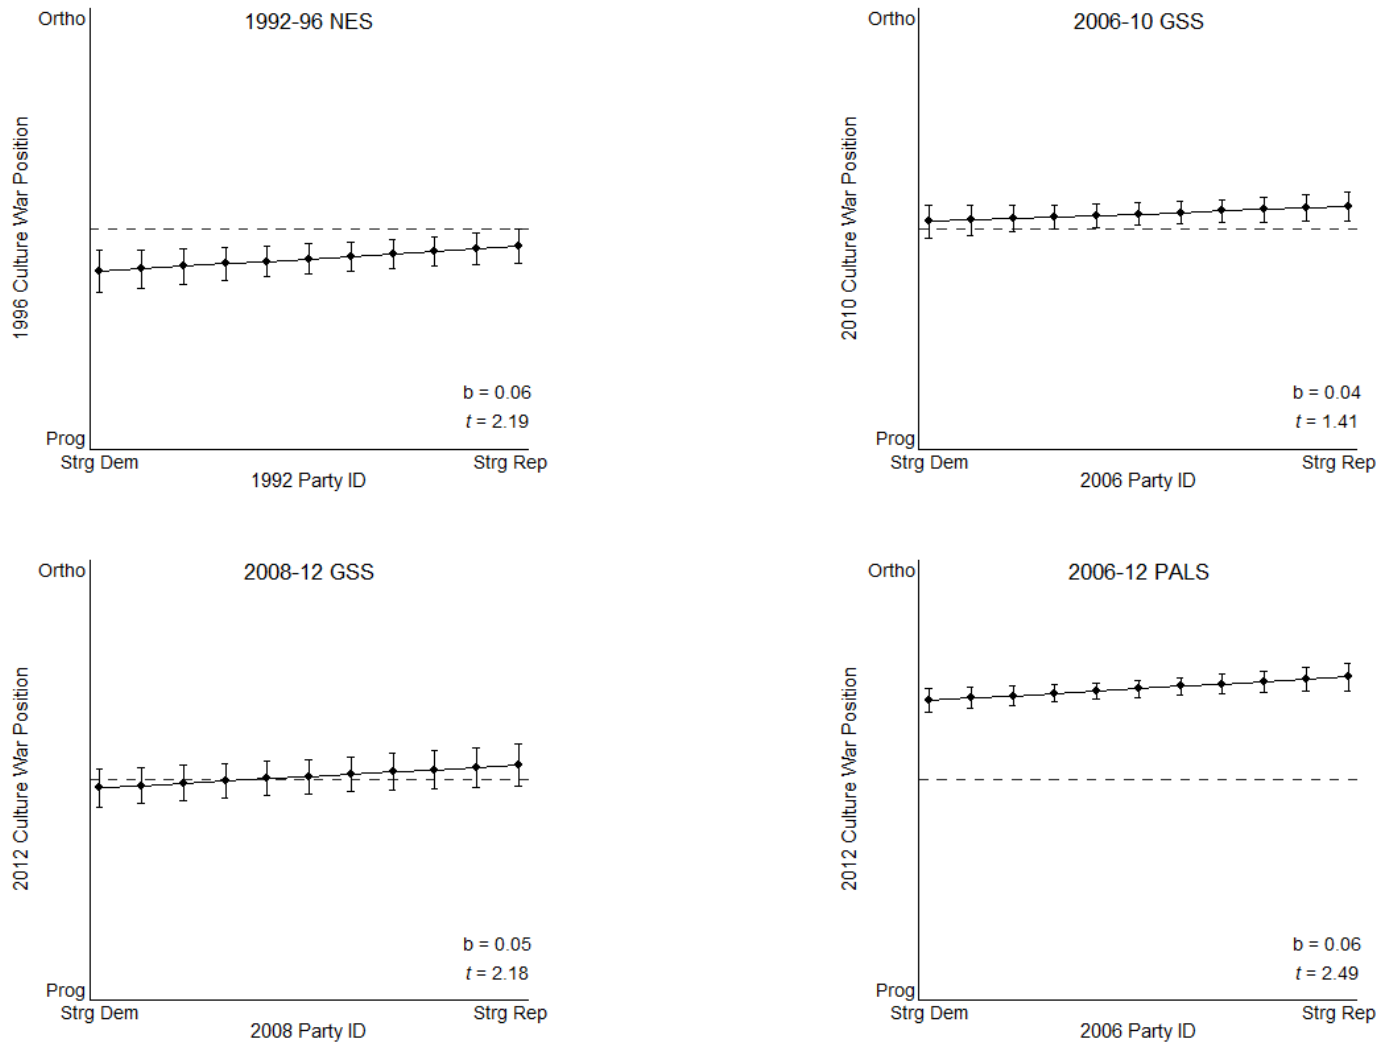 Ortho
1992-96 NES
1996 Culture War Position
b = 0.06
t = 2.19
Prog
Strg Dem
Strg Rep
1992 Party ID
Ortho
2006-10 GSS
2010 Culture War Position
b = 0.04
t = 1.41
Prog
Strg Dem
Strg Rep
2006 Party ID
Ortho
2008-12 GSS
2012 Culture War Position
b = 0.05
t = 2.18
Prog
Strg Dem
Strg Rep
2008 Party ID
Ortho
2006-12 PALS
2012 Culture War Position
b = 0.06
t = 2.49
Prog
Strg Dem
Strg Rep
2006 Party ID